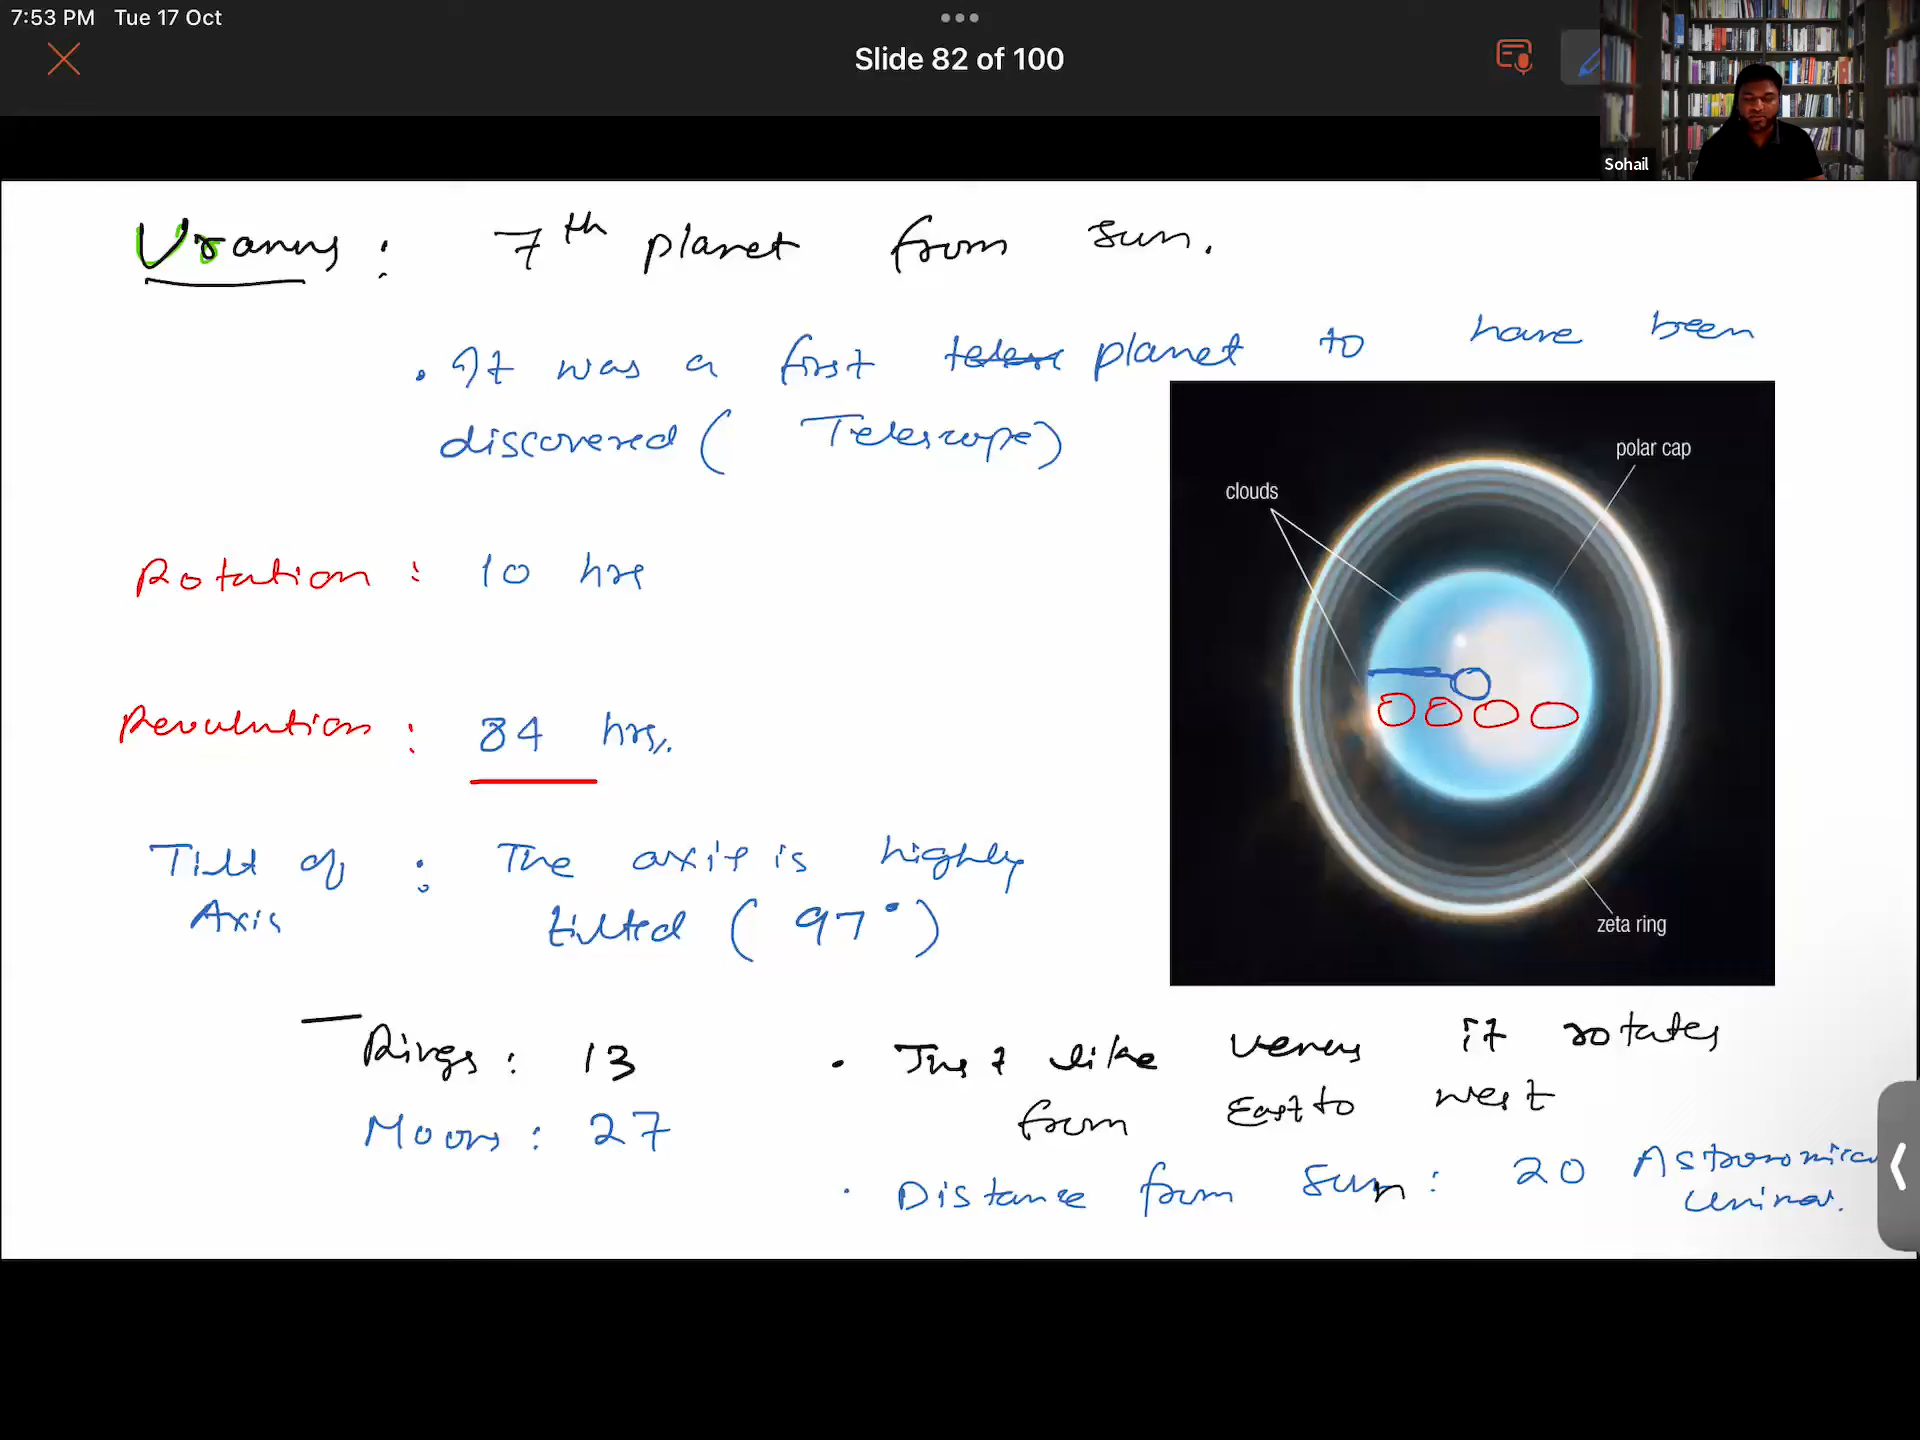 7:53 PM Tue 17 Oct
Slide 82 of 100
Sohail
Uranus : 7th planet from sun.
. It was a first planet to have been
discovered ( Telescope)
clouds
polar cap
Rotation : 10 hrs
Revolution : 84 hrs.
Tilt of : The axis is highly
Axis tilted ( 97° )
zeta ring
Rings : 13
Moons : 27
. Just like venus it rotates
from East to west
. Distance from sun : 20 Astronomical